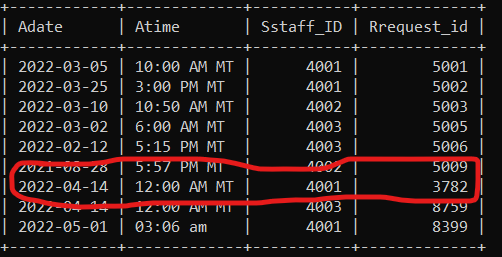 Adate Atime Sstaff_ID Rrequest_id
2022-03-05 10:00 AM MT 4001 5001
2022-03-25 3:00 PM MT 4001 5002
2022-03-10 10:50 AM MT 4002 5003
2022-03-02 6:00 AM MT 4003 5005
2022-02-12 5:15 PM MT 4003 5006
2021-08-28 5:57 PM MT 4002 5009
2022-04-14 12:00 AM MT 4001 3782
2022-04-14 12:00 AM MT 4003 8759
2022-05-01 03:06 am 4001 8399